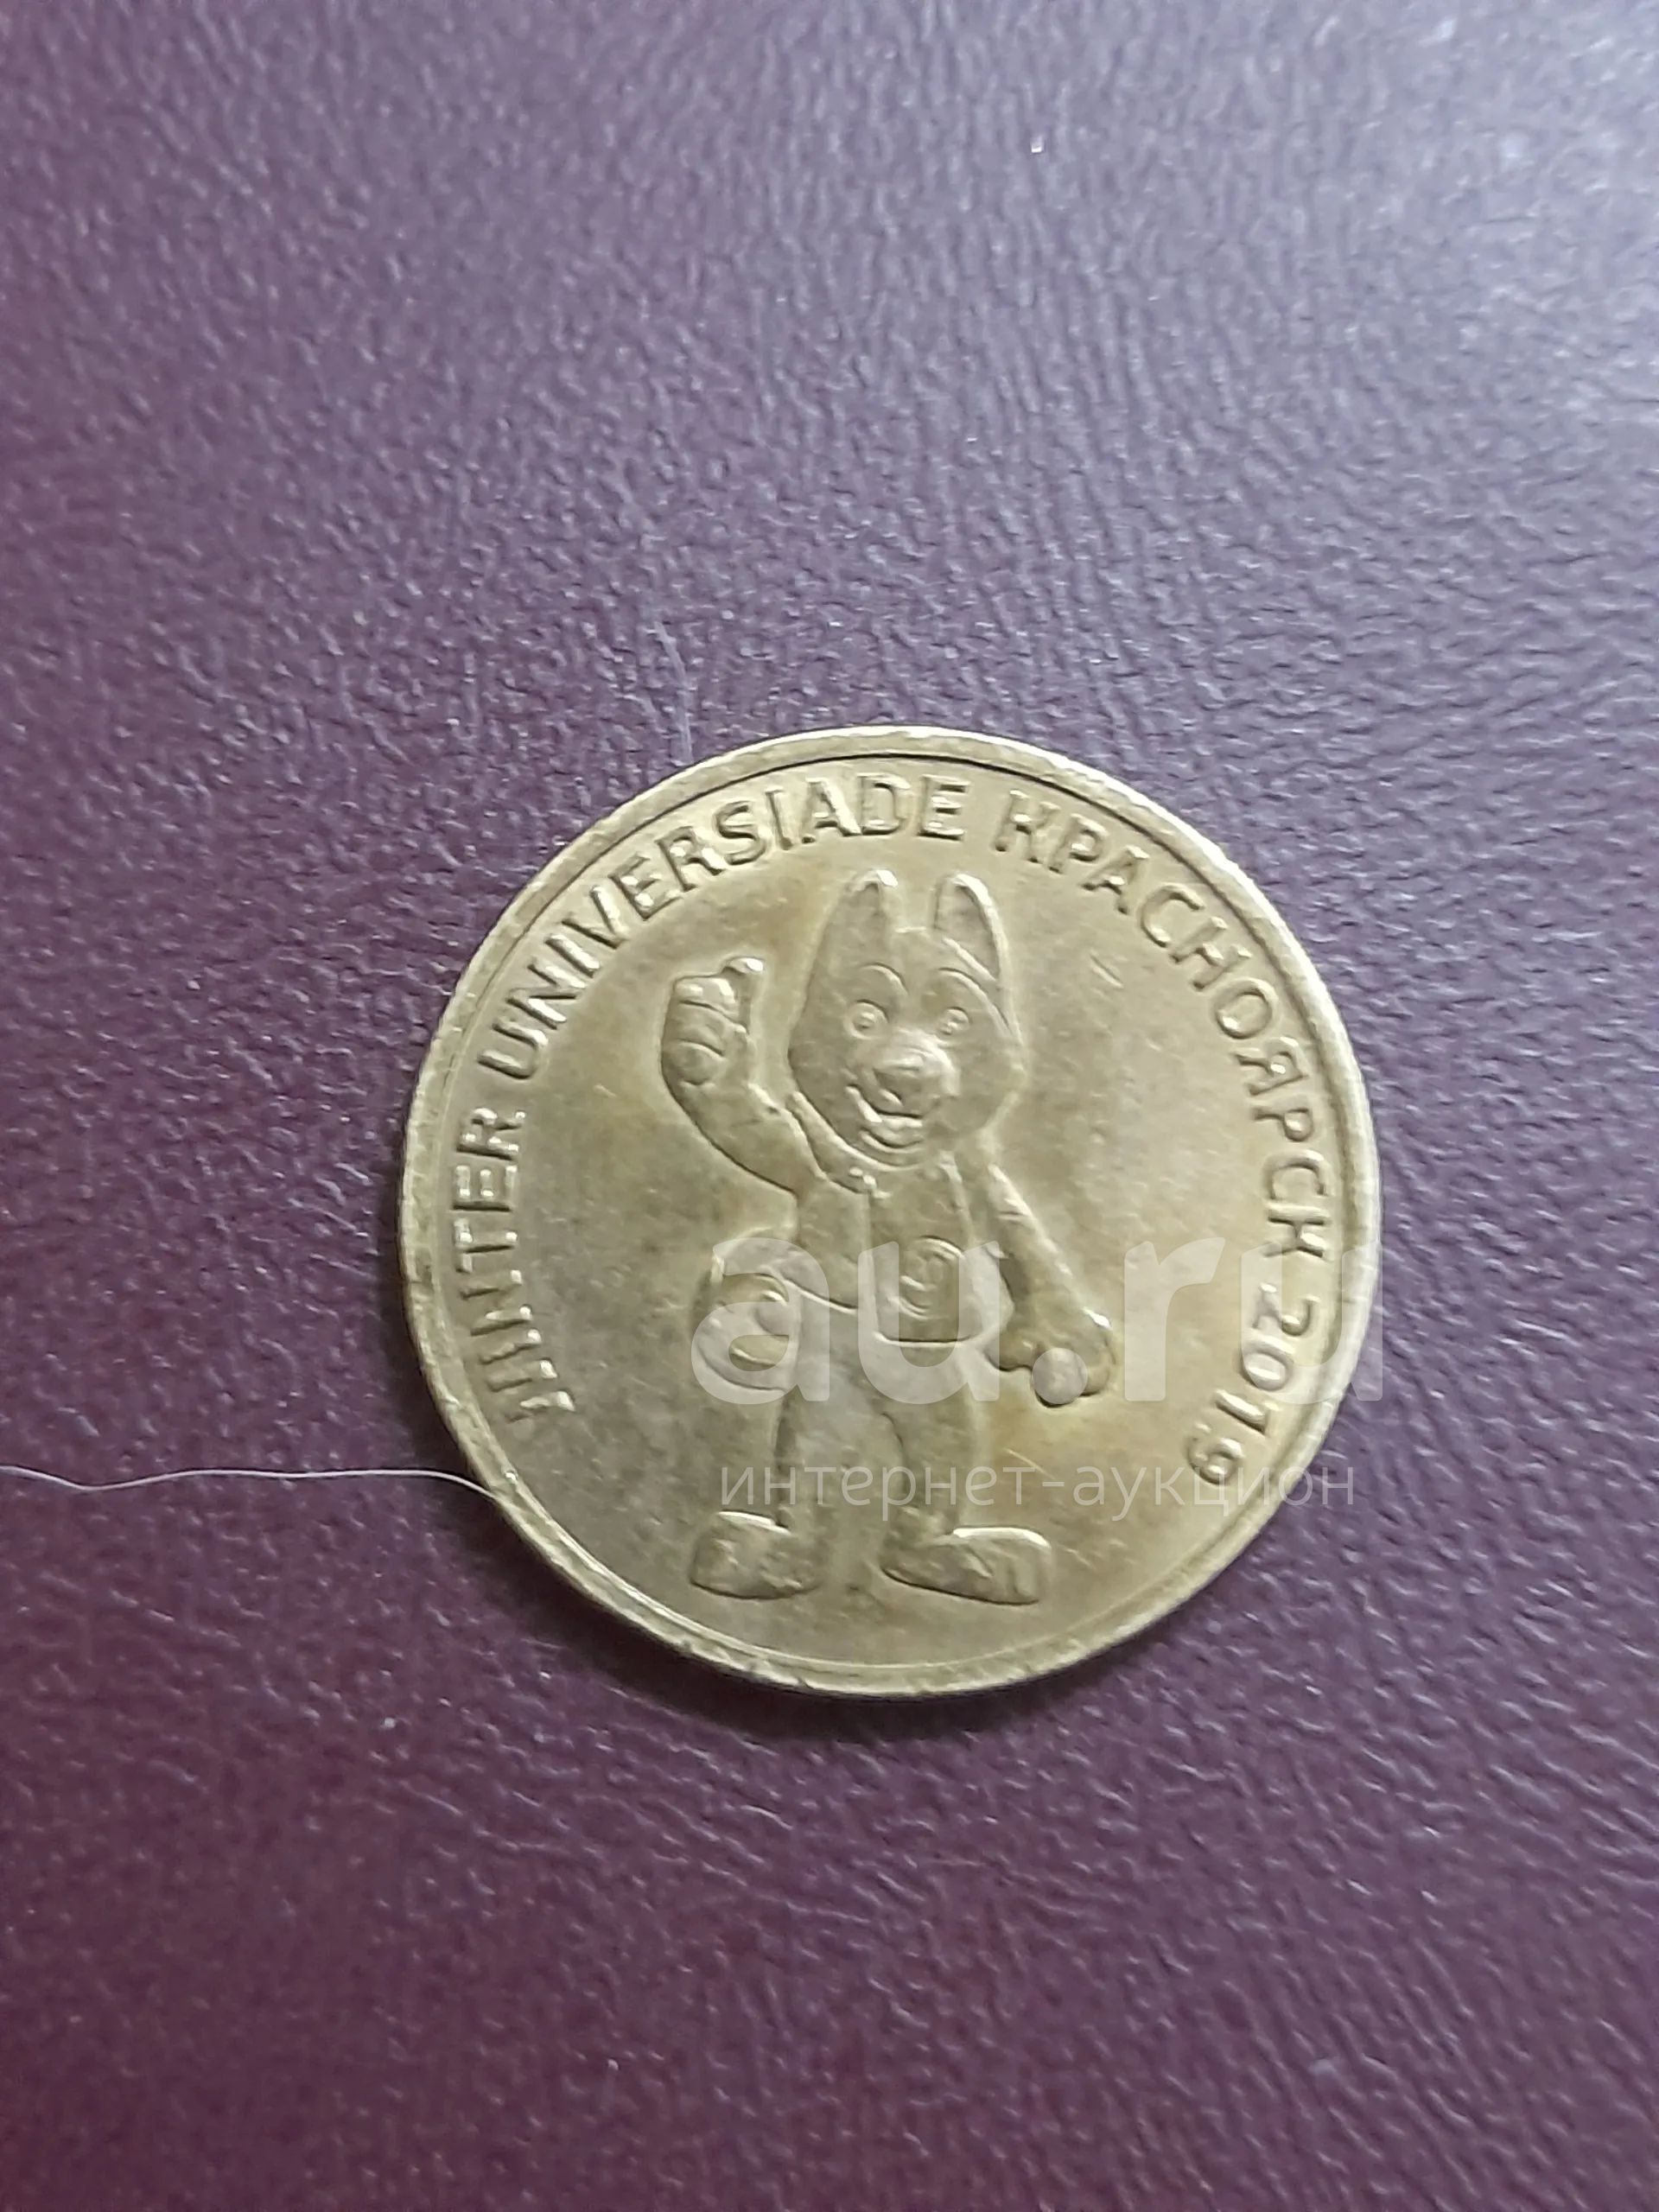 WINTER UNIVERSIADE КРАСНОЯРСК 2019
au.ru
интернет-аукцион